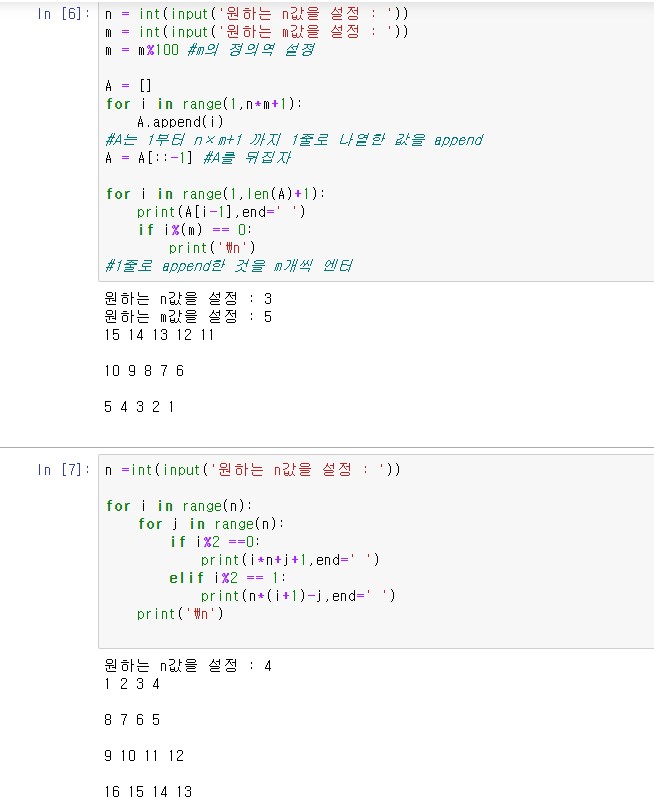 In [6]: n = int(input('원하는 n값을 설정 : '))
m = int(input('원하는 m값을 설정 : '))
m = m%100 #m의 정의역 설정
A = []
for i in range(1,n*m+1):
    A.append(i)
#A는 1부터 n×m+1 까지 1줄로 나열한 값을 append
A = A[::-1] #A를 뒤집자
for i in range(1,len(A)+1):
    print(A[i-1],end=' ')
    if i%(m) == 0:
        print('₩n')
#1줄로 append한 것을 m개씩 엔터
원하는 n값을 설정 : 3
원하는 m값을 설정 : 5
15 14 13 12 11
10 9 8 7 6
5 4 3 2 1
In [7]: n =int(input('원하는 n값을 설정 : '))
for i in range(n):
    for j in range(n):
        if i%2 ==0:
            print(i*n+j+1,end=' ')
        elif i%2 == 1:
            print(n*(i+1)-j,end=' ')
    print('₩n')
원하는 n값을 설정 : 4
1 2 3 4
8 7 6 5
9 10 11 12
16 15 14 13